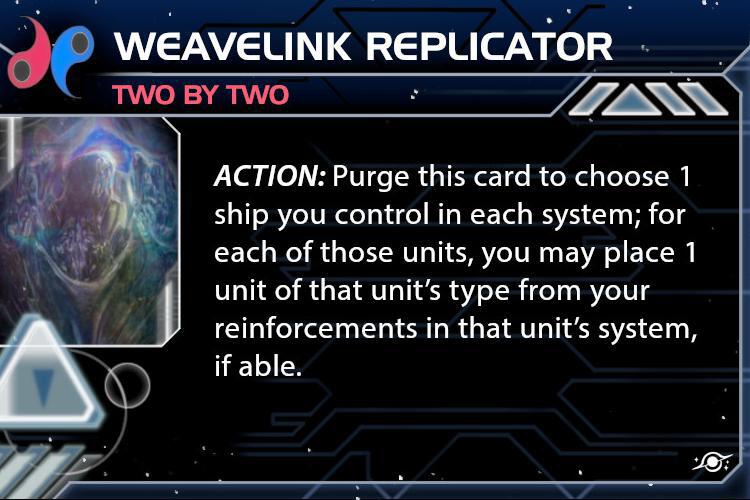 WEAVELINK REPLICATOR
TWO BY TWO
ACTION: Purge this card to choose 1
ship you control in each system; for
each of those units, you may place 1
unit of that unit’s type from your
reinforcements in that unit’s system,
if able.